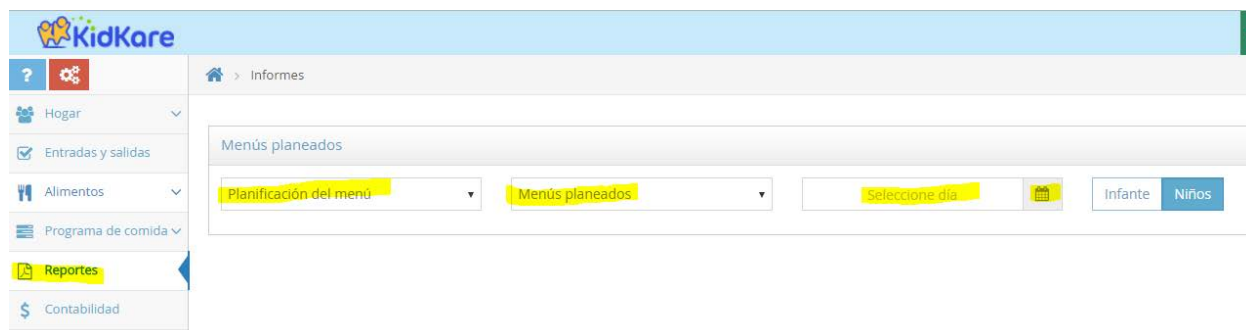 KidKare
?
> Informes
Hogar
Entradas y salidas
Alimentos
Programa de comida
Reportes
$ Contabilidad
Menús planeados
Planificación del menú
Menús planeados
Seleccione día
Infante
Niños